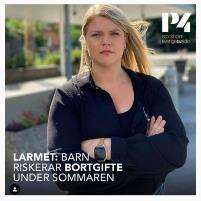 P4
LARMET: BARN
RISKERAR BORTGIFTE
UNDER SOMMAREN